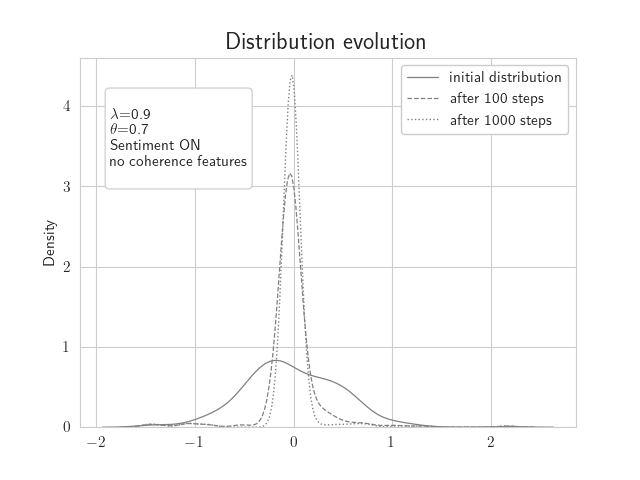 Distribution evolution
λ=0.9
θ=0.7
Sentiment ON
no coherence features
initial distribution
after 100 steps
after 1000 steps
Density
4
3
2
1
0
−2
−1
0
1
2